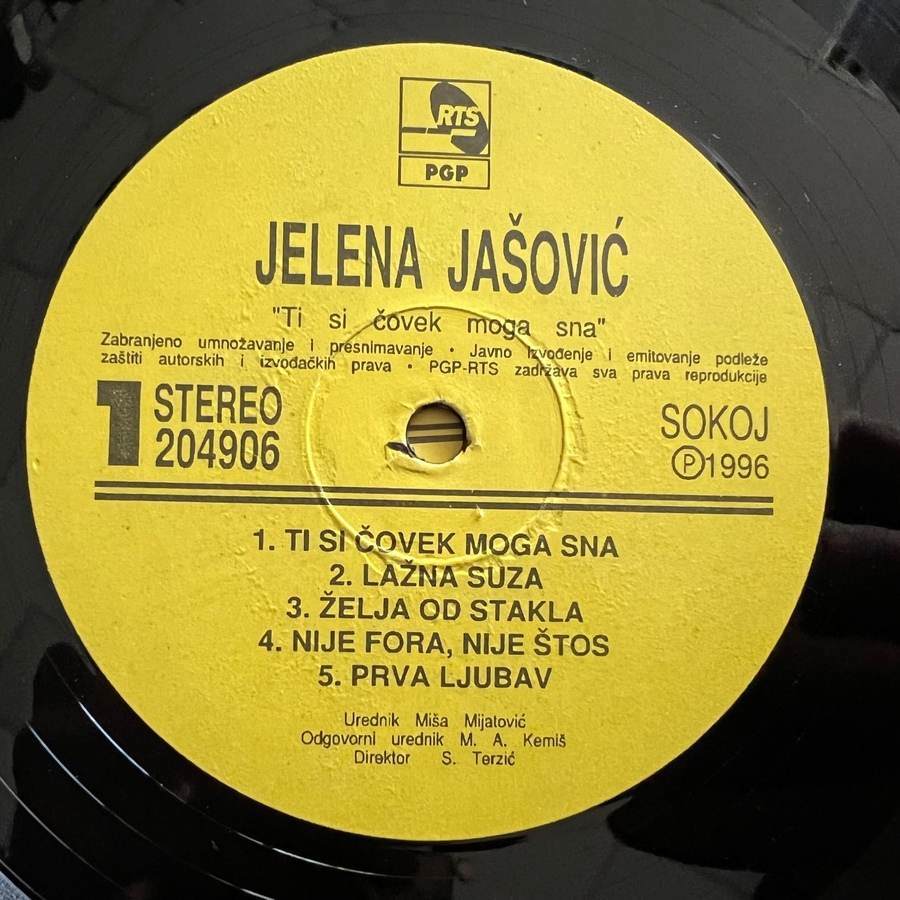 RTS
PGP
JELENA JAŠOVIĆ
"Ti si čovek moga sna"
Zabranjeno umnožavanje i presnimavanje • Javno izvođenje i emitovanje podleže
zaštiti autorskih i izvođačkih prava • PGP-RTS zadržava sva prava reprodukcije
1 STEREO
204906
SOKOJ
Ⓟ1996
1. TI SI ČOVEK MOGA SNA
2. LAŽNA SUZA
3. ŽELJA OD STAKLA
4. NIJE FORA, NIJE ŠTOS
5. PRVA LJUBAV
Urednik Miša Mijatović
Odgovorni urednik M. A. Kemiš
Direktor S. Terzić